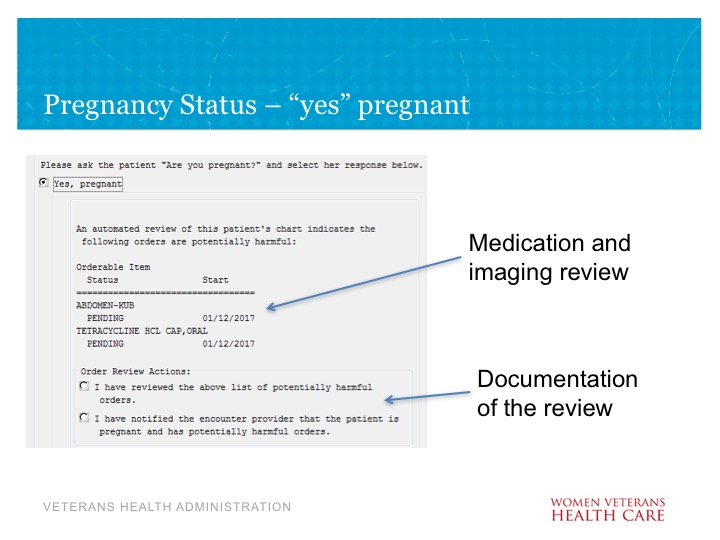 Pregnancy Status – “yes” pregnant
Please ask the patient "Are you pregnant?" and select her response below.
Yes, pregnant
An automated review of this patient's chart indicates the
following orders are potentially harmful:
Orderable Item
Status Start
==================================
ABDOMEN-KUB
PENDING 01/12/2017
TETRACYCLINE HCL CAP,ORAL
PENDING 01/12/2017
Order Review Actions:
I have reviewed the above list of potentially harmful
orders.
I have notified the encounter provider that the patient is
pregnant and has potentially harmful orders.
Medication and
imaging review
Documentation
of the review
VETERANS HEALTH ADMINISTRATION
WOMEN VETERANS
HEALTH CARE